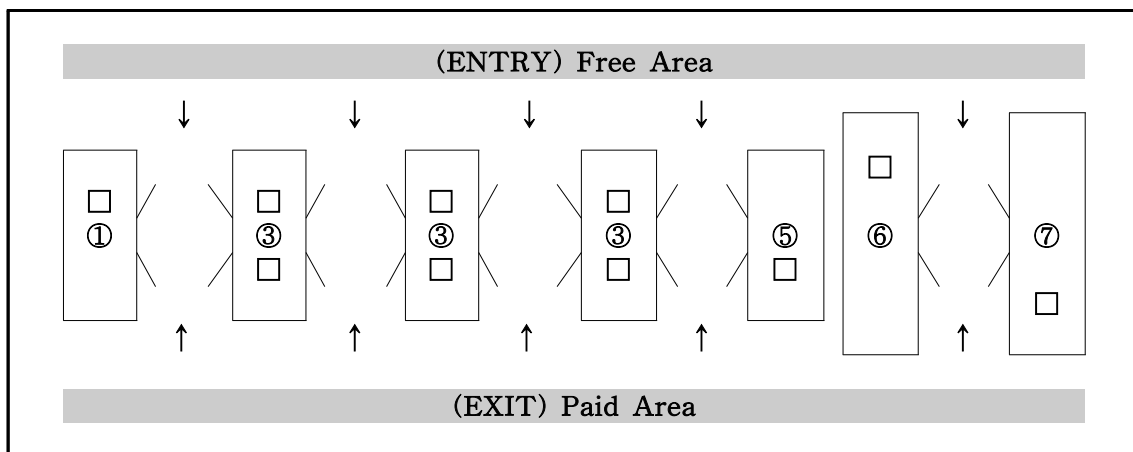 (ENTRY) Free Area
① ③ ③ ③ ⑤ ⑥ ⑦
(EXIT) Paid Area